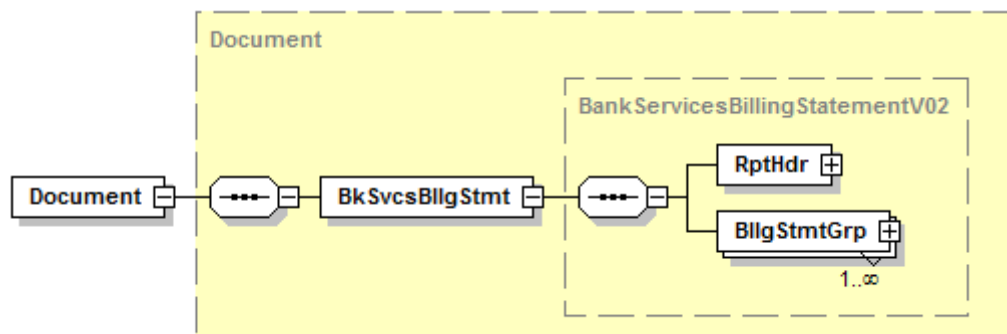 Document
BankServicesBillingStatementV02
RptHdr
Document
BkSvcsBllgStmt
BllgStmtGrp
1..∞